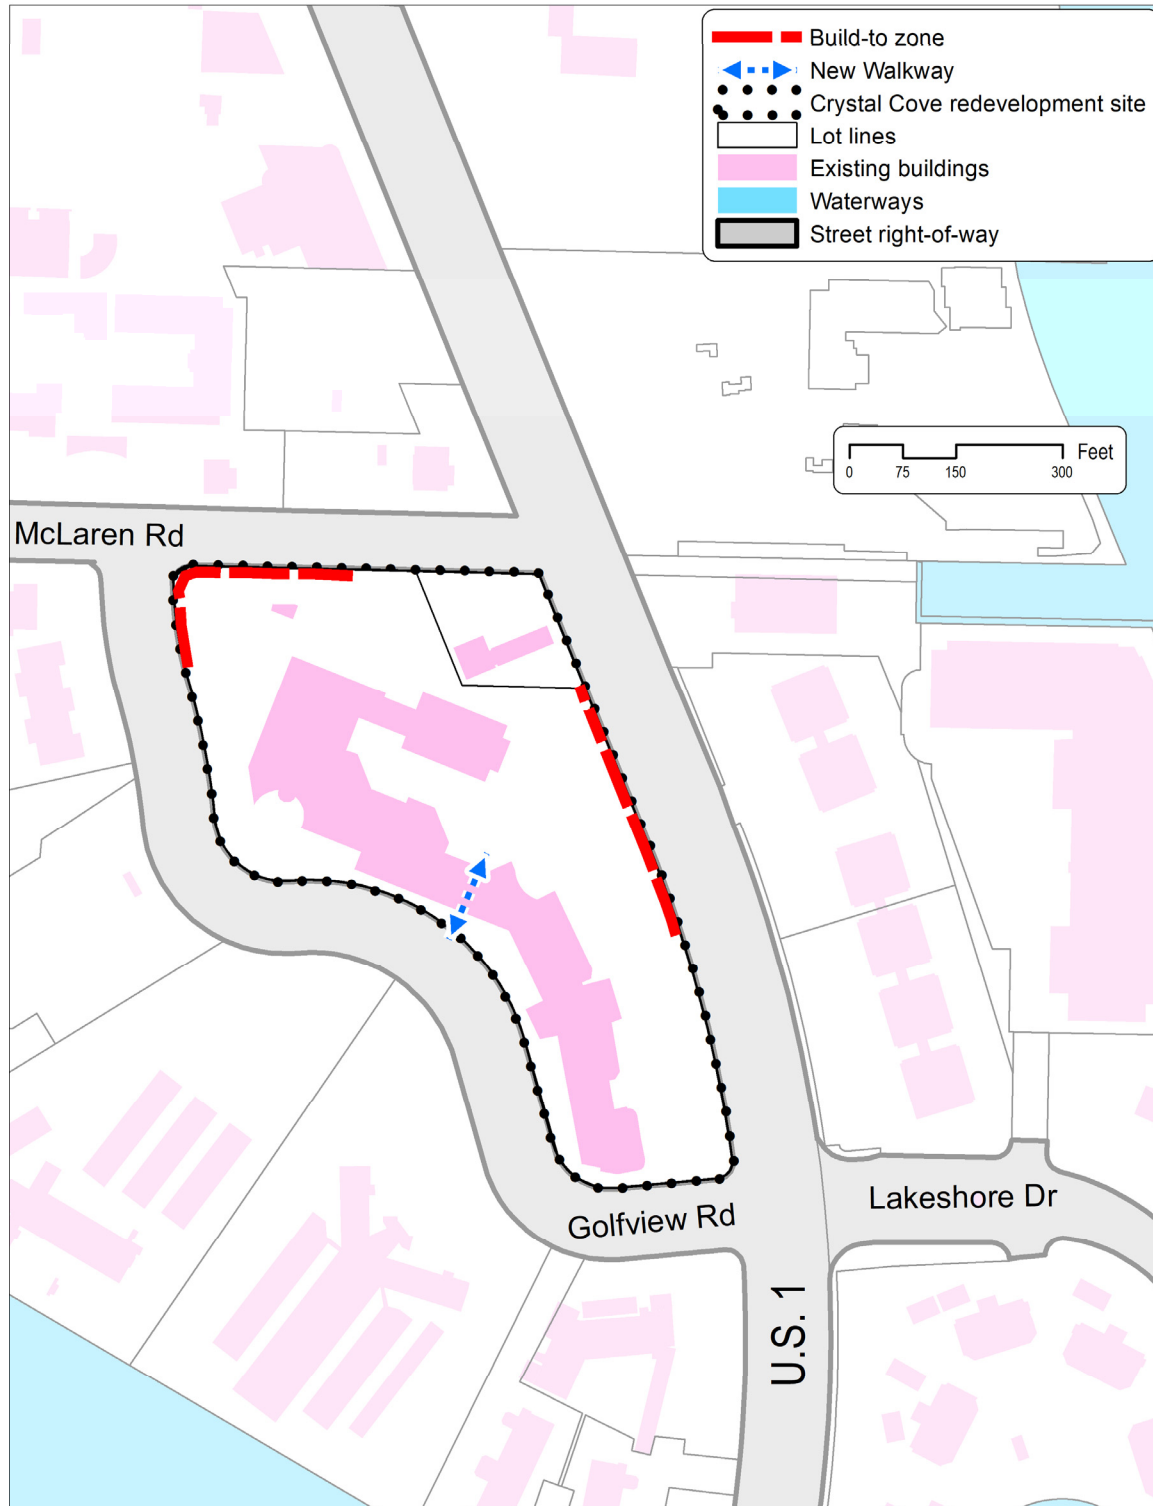 Build-to zone
New Walkway
Crystal Cove redevelopment site
Lot lines
Existing buildings
Waterways
Street right-of-way
Feet
0 75 150 300
McLaren Rd
Lakeshore Dr
Golfview Rd
U.S. 1